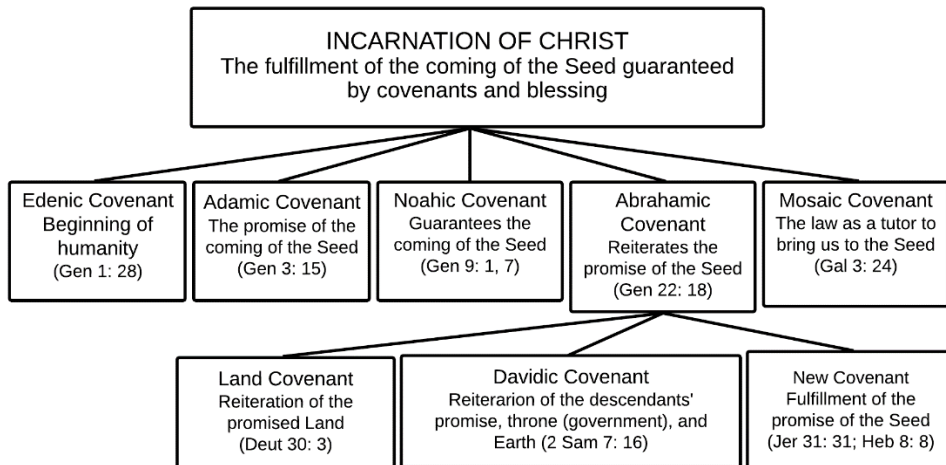 INCARNATION OF CHRIST
The fulfillment of the coming of the Seed guaranteed
by covenants and blessing
Edenic Covenant
Beginning of
humanity
(Gen 1: 28)
Adamic Covenant
The promise of the
coming of the Seed
(Gen 3: 15)
Noahic Covenant
Guarantees the
coming of the Seed
(Gen 9: 1, 7)
Abrahamic
Covenant
Reiterates the
promise of the Seed
(Gen 22: 18)
Mosaic Covenant
The law as a tutor to
bring us to the Seed
(Gal 3: 24)
Land Covenant
Reiteration of the
promised Land
(Deut 30: 3)
Davidic Covenant
Reiterarion of the descendants'
promise, throne (government), and
Earth (2 Sam 7: 16)
New Covenant
Fulfillment of the
promise of the Seed
(Jer 31: 31; Heb 8: 8)